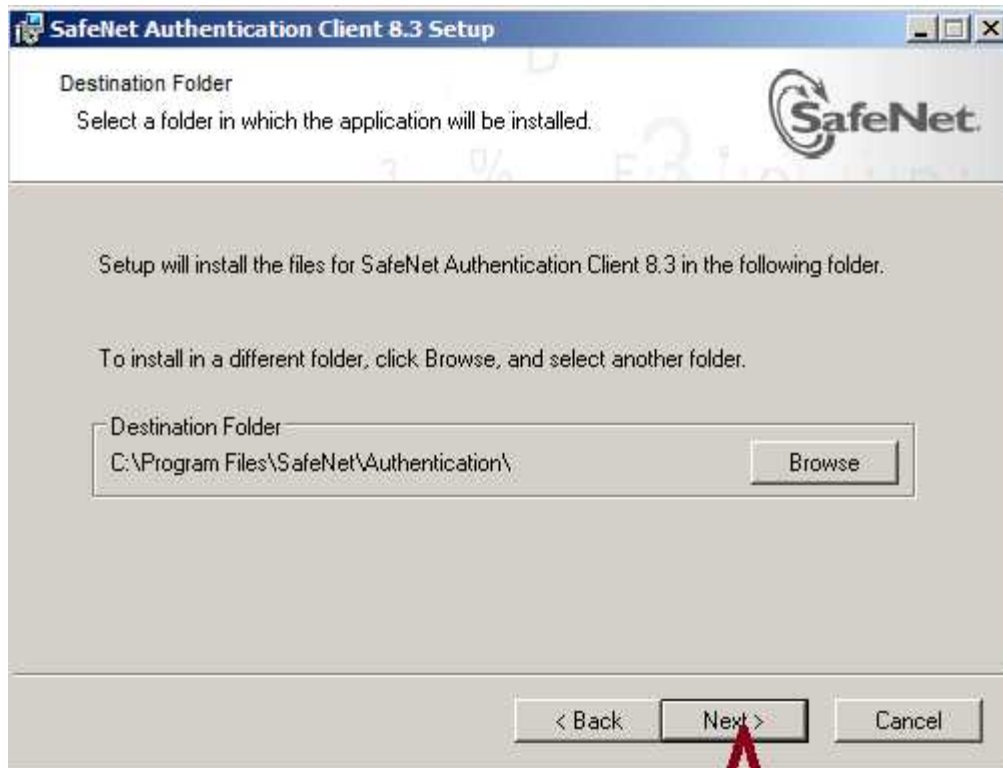 SafeNet Authentication Client 8.3 Setup
Destination Folder
Select a folder in which the application will be installed.
SafeNet.
Setup will install the files for SafeNet Authentication Client 8.3 in the following folder.
To install in a different folder, click Browse, and select another folder.
Destination Folder
C:\Program Files\SafeNet\Authentication\
Browse
< Back
Next >
Cancel